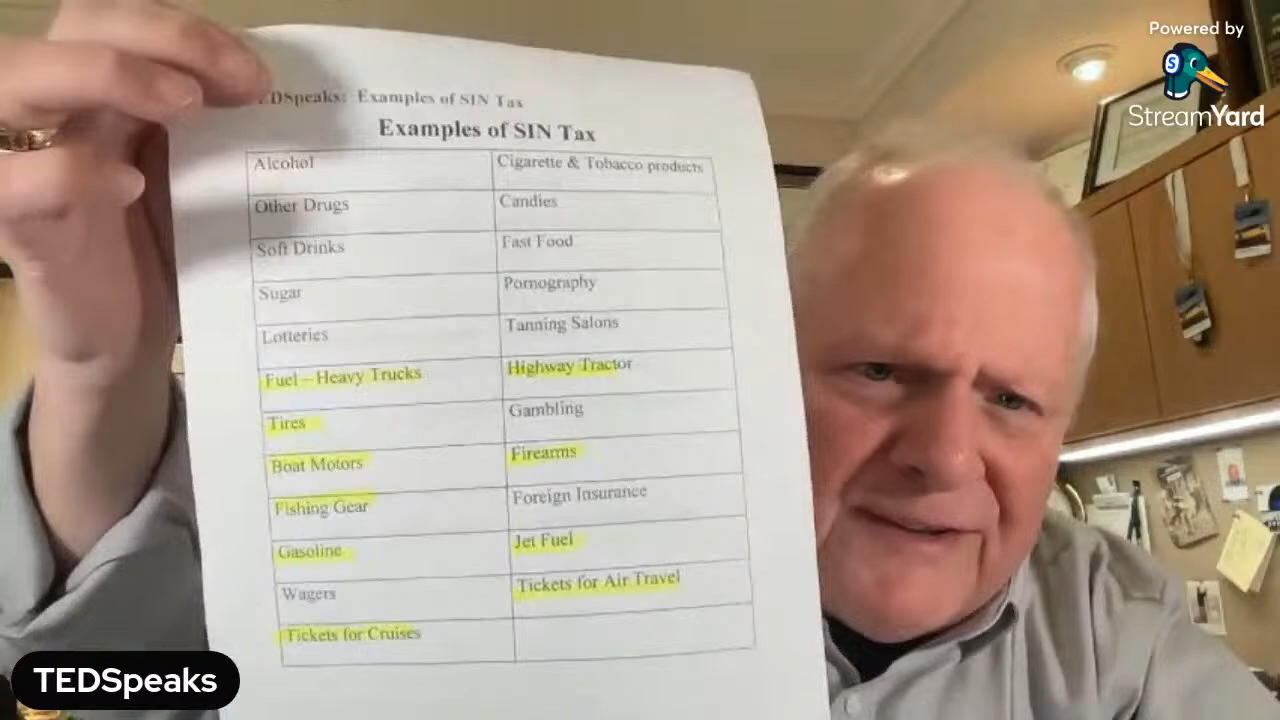 Powered by
StreamYard
EDSpeaks: Examples of SIN Tax
Examples of SIN Tax
Alcohol Cigarette & Tobacco products
Other Drugs Candies
Soft Drinks Fast Food
Sugar Pornography
Lotteries Tanning Salons
Fuel – Heavy Trucks Highway Tractor
Tires Gambling
Boat Motors Firearms
Fishing Gear Foreign Insurance
Gasoline Jet Fuel
Wagers Tickets for Air Travel
Tickets for Cruises
TEDSpeaks